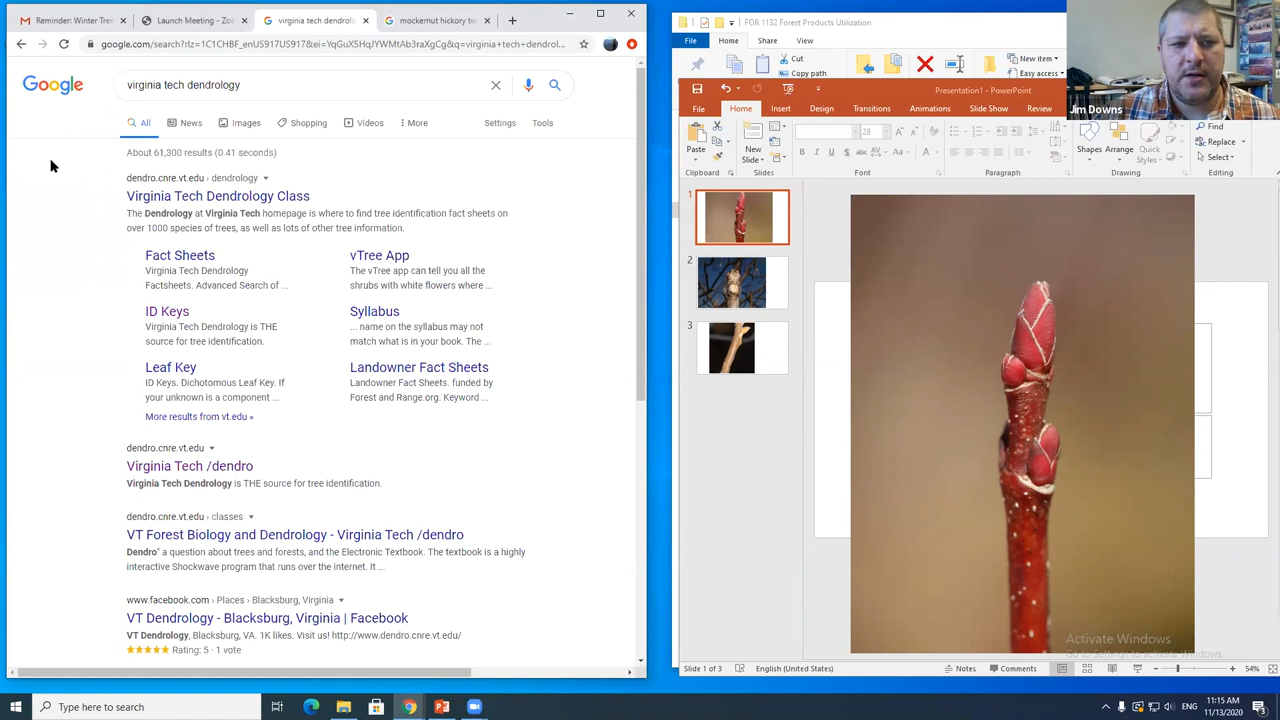 Reminder: Winter Tree
Launch Meeting - Zoo
virginia tech dendrolo
mockernut hickory tw
google.com/search?rlz=1C1CHBF_enUS917US917&ei=YqGuX5HqJYWMtAb3raXgCg&q=virginia+tech+dendrol...
Google
virginia tech dendrology
All
News
Images
Shopping
Videos
More
Settings
Tools
About 61,300 results (0.41 seconds)
dendro.cnre.vt.edu › dendrology
Virginia Tech Dendrology Class
The Dendrology at Virginia Tech homepage is where to find tree identification fact sheets on
over 1000 species of trees, as well as lots of other tree information.
Fact Sheets
Virginia Tech Dendrology
Factsheets. Advanced Search of ...
vTree App
The vTree app can tell you all the
shrubs with white flowers where ...
ID Keys
Virginia Tech Dendrology is THE
source for tree identification.
Syllabus
... name on the syllabus may not
match what is in your book. The ...
Leaf Key
ID Keys. Dichotomous Leaf Key. If
your unknown is a component ...
Landowner Fact Sheets
Landowner Fact Sheets. funded by
Forest and Range.org. Keyword ...
More results from vt.edu »
dendro.cnre.vt.edu
Virginia Tech /dendro
Virginia Tech Dendrology is THE source for tree identification.
dendro.cnre.vt.edu › classes
VT Forest Biology and Dendrology - Virginia Tech /dendro
Dendro" a question about trees and forests, and the Electronic Textbook. The textbook is a highly
interactive Shockwave program that runs over the internet. It ...
www.facebook.com › Places › Blacksburg, Virginia
VT Dendrology - Blacksburg, Virginia | Facebook
VT Dendrology, Blacksburg, VA. 1K likes. Visit us! http://www.dendro.cnre.vt.edu/
Rating: 5 · 1 vote
FOR 1132 Forest Products Utilization
File
Home
Share
View
Cut
Copy path
New item
Easy access
Presentation1 - PowerPoint
File
Home
Insert
Design
Transitions
Animations
Slide Show
Review
Paste
New
Slides
28
Shapes
Arrange
Quick
Styles
Find
Replace
Select
Clipboard
Slides
Font
Paragraph
Drawing
Editing
1
2
3
Jim Downs
Activate Windows
Go to Settings to activate Windows.
Slide 1 of 3
English (United States)
Notes
Comments
54%
Type here to search
ENG
11:15 AM
11/13/2020
3